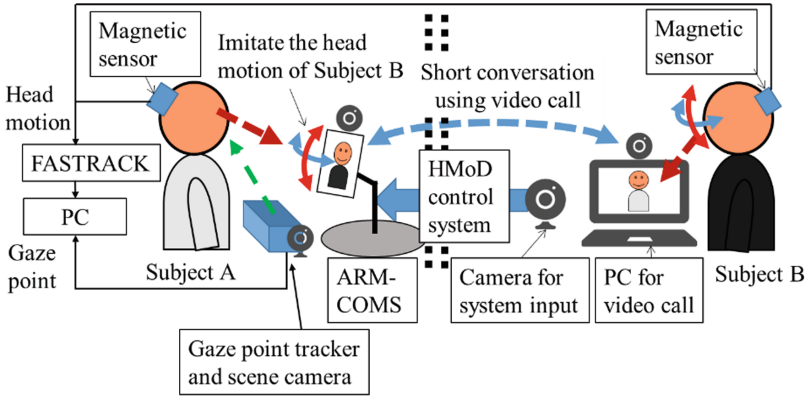 Magnetic
sensor
Imitate the head
motion of Subject B
Short conversation
using video call
Magnetic
sensor
Head
motion
FASTRACK
PC
Gaze
point
HMoD
control
system
Subject A
ARM-
COMS
Camera for
system input
PC for
video call
Subject B
Gaze point tracker
and scene camera